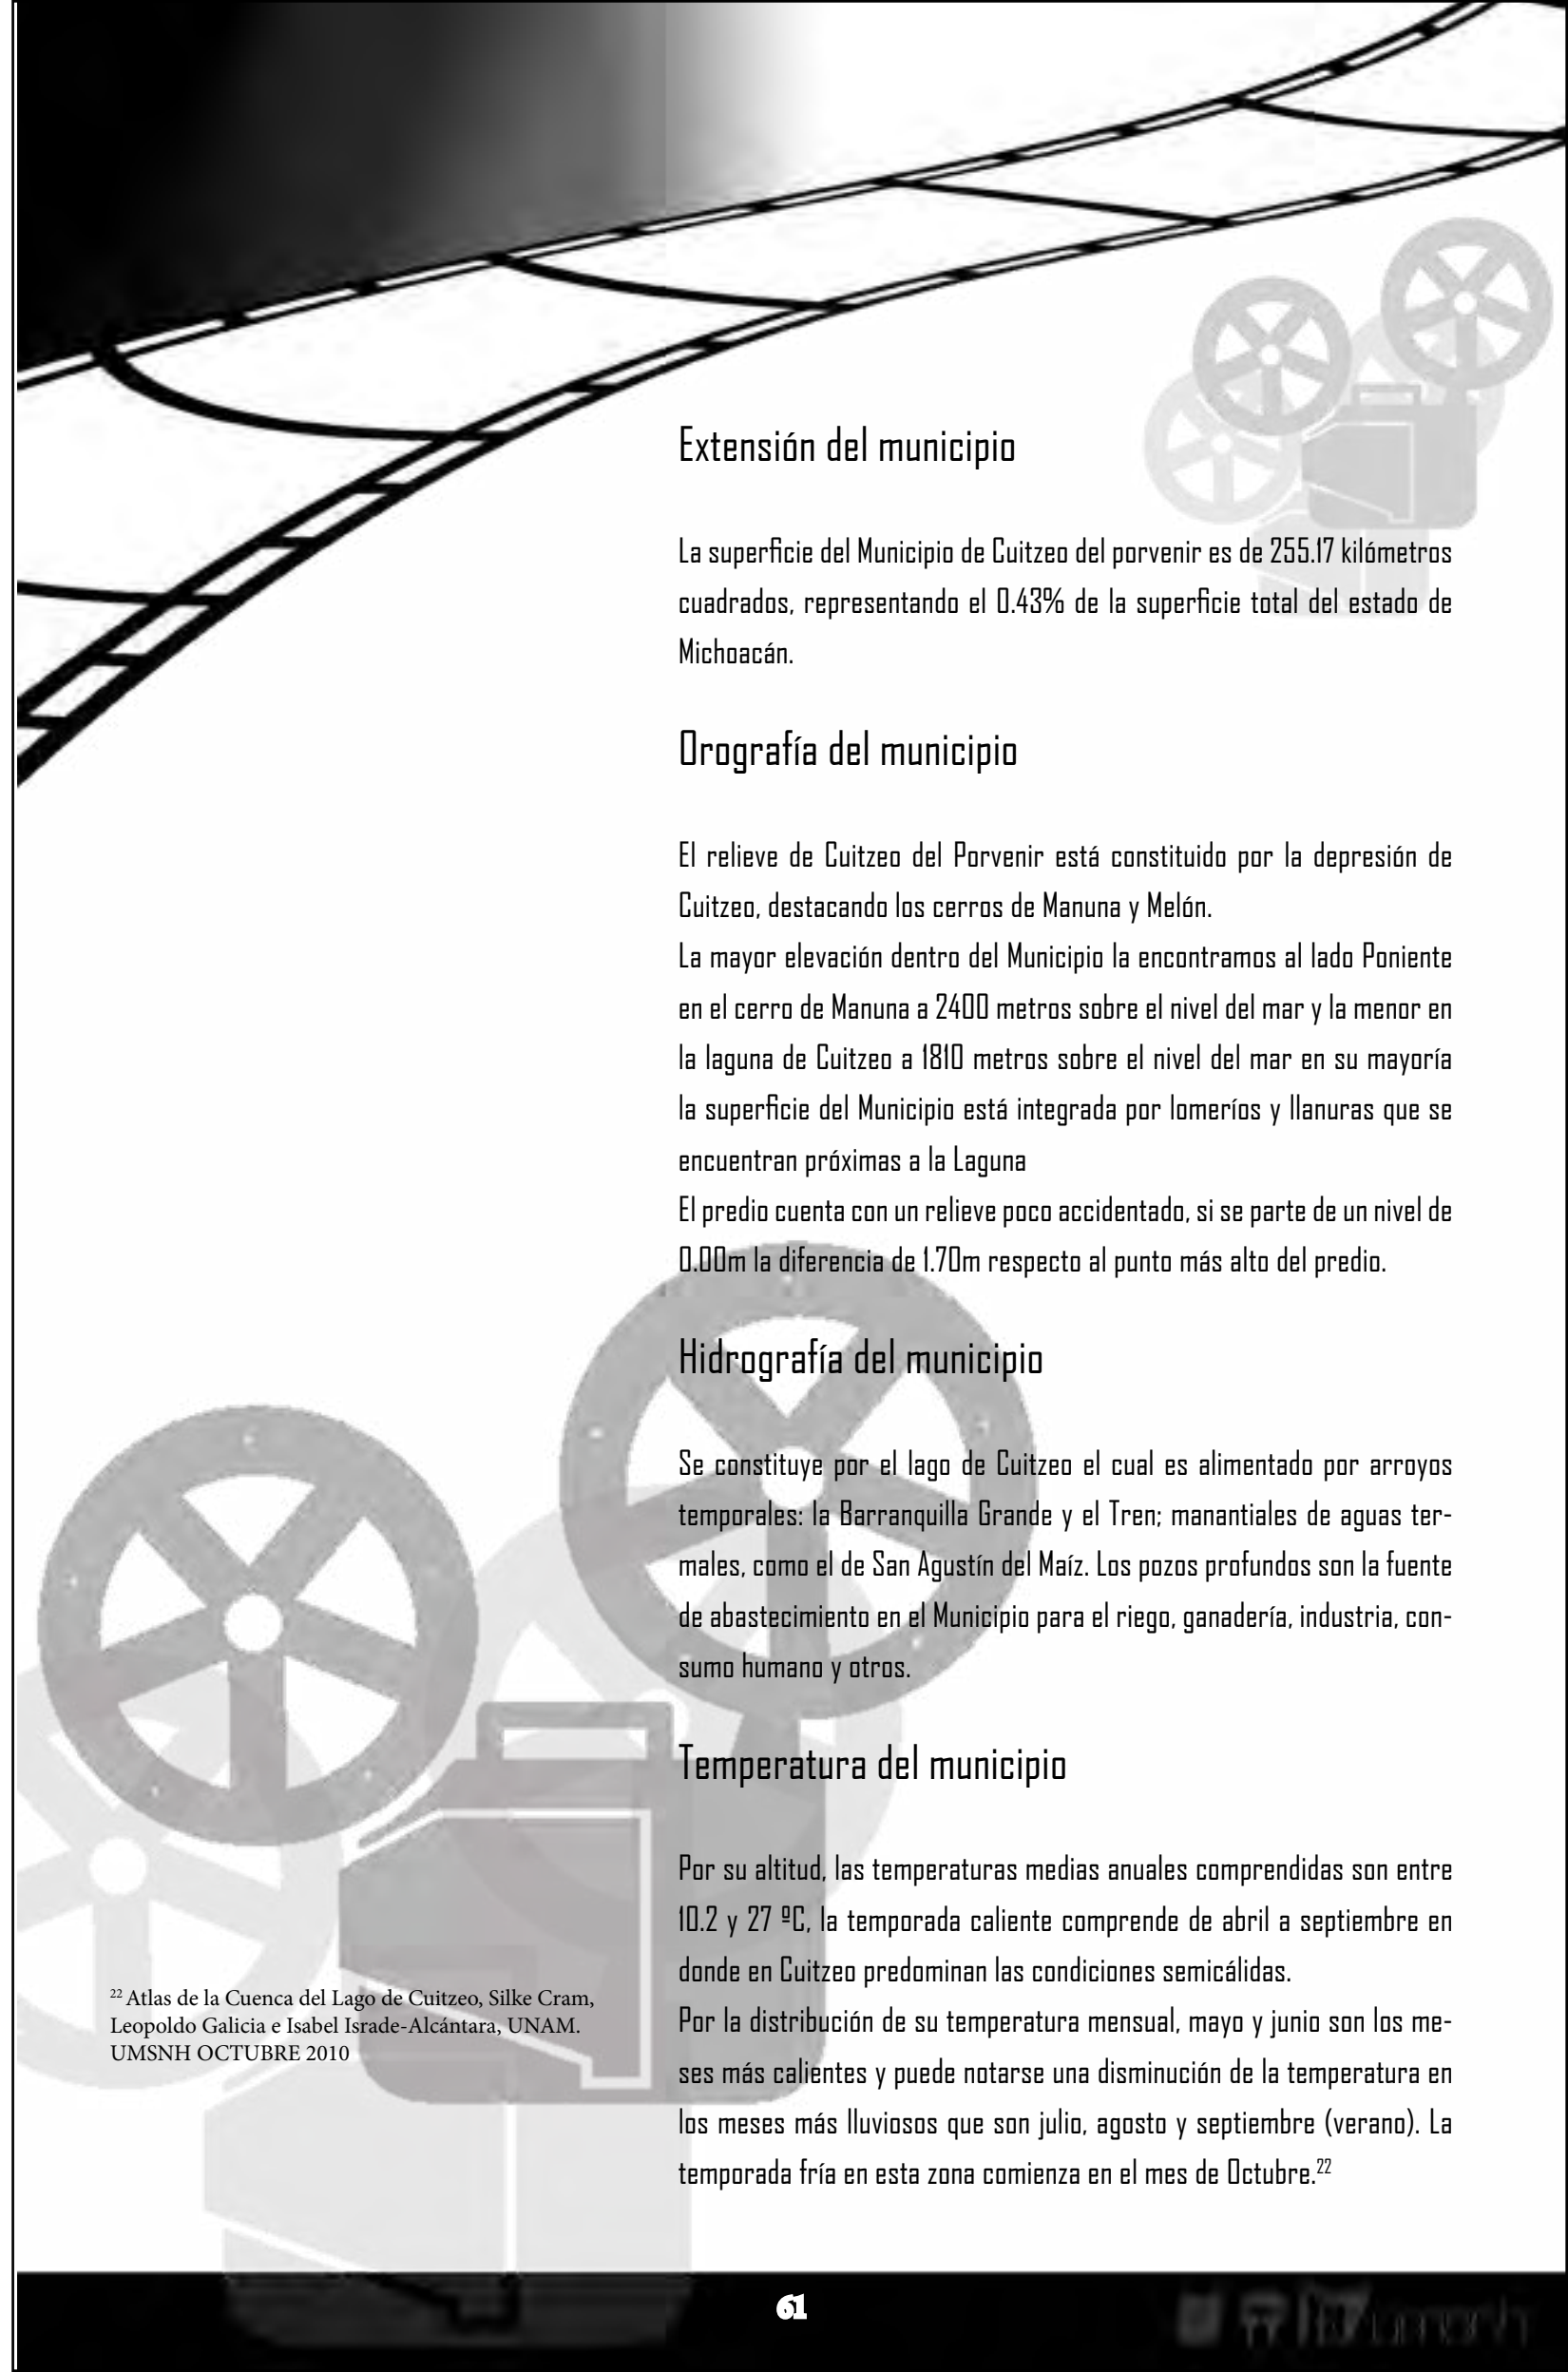 Extensión del municipio
La superficie del Municipio de Cuitzeo del porvenir es de 255.17 kilómetros
cuadrados, representando el 0.43% de la superficie total del estado de
Michoacán.
Orografía del municipio
El relieve de Cuitzeo del Porvenir está constituido por la depresión de
Cuitzeo, destacando los cerros de Manuna y Melón.
La mayor elevación dentro del Municipio la encontramos al lado Poniente
en el cerro de Manuna a 2400 metros sobre el nivel del mar y la menor en
la laguna de Cuitzeo a 1810 metros sobre el nivel del mar en su mayoría
la superficie del Municipio está integrada por lomeríos y llanuras que se
encuentran próximas a la Laguna
El predio cuenta con un relieve poco accidentado, si se parte de un nivel de
0.00m la diferencia de 1.70m respecto al punto más alto del predio.
Hidrografía del municipio
Se constituye por el lago de Cuitzeo el cual es alimentado por arroyos
temporales: la Barranquilla Grande y el Tren; manantiales de aguas ter-
males, como el de San Agustín del Maíz. Los pozos profundos son la fuente
de abastecimiento en el Municipio para el riego, ganadería, industria, con-
sumo humano y otros.
Temperatura del municipio
Por su altitud, las temperaturas medias anuales comprendidas son entre
10.2 y 27 ºC, la temporada caliente comprende de abril a septiembre en
donde en Cuitzeo predominan las condiciones semicálidas.
Por la distribución de su temperatura mensual, mayo y junio son los me-
ses más calientes y puede notarse una disminución de la temperatura en
los meses más lluviosos que son julio, agosto y septiembre (verano). La
temporada fría en esta zona comienza en el mes de Octubre.22
22 Atlas de la Cuenca del Lago de Cuitzeo, Silke Cram,
Leopoldo Galicia e Isabel Israde-Alcántara, UNAM.
UMSNH OCTUBRE 2010
61